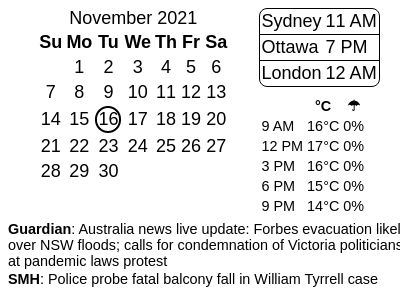 November 2021
Su Mo Tu We Th Fr Sa
1 2 3 4 5 6
7 8 9 10 11 12 13
14 15 16 17 18 19 20
21 22 23 24 25 26 27
28 29 30
Sydney 11 AM
Ottawa 7 PM
London 12 AM
°C ☂
9 AM 16°C 0%
12 PM 17°C 0%
3 PM 16°C 0%
6 PM 15°C 0%
9 PM 14°C 0%
Guardian: Australia news live update: Forbes evacuation likel
over NSW floods; calls for condemnation of Victoria politicians
at pandemic laws protest
SMH: Police probe fatal balcony fall in William Tyrrell case